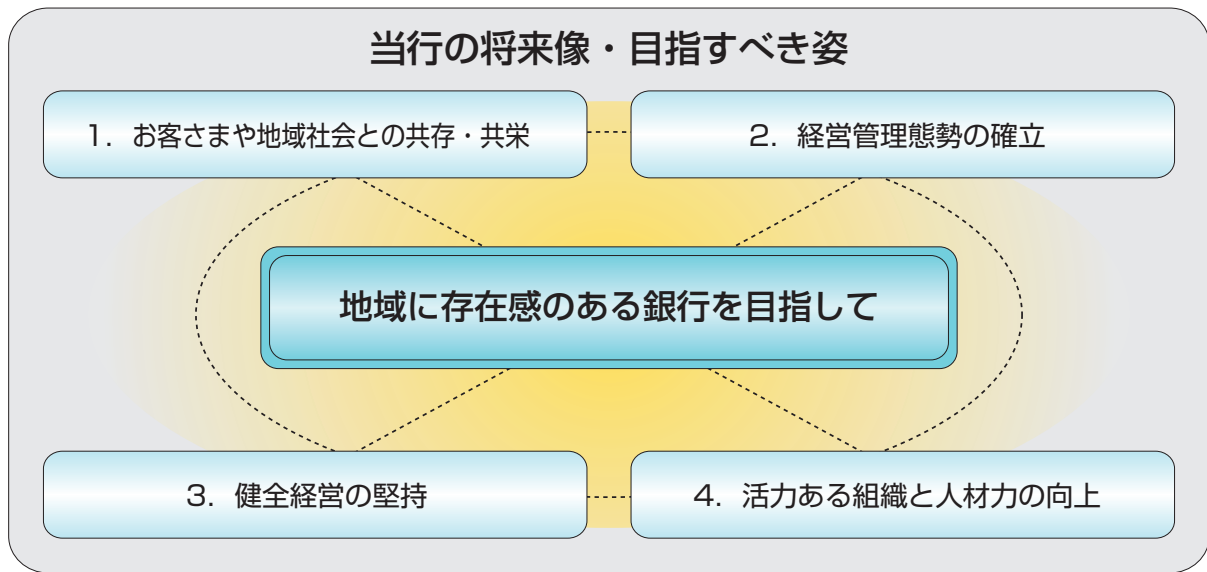 当行の将来像・目指すべき姿
1．お客さまや地域社会との共存・共栄
2．経営管理態勢の確立
地域に存在感のある銀行を目指して
3．健全経営の堅持
4．活力ある組織と人材力の向上